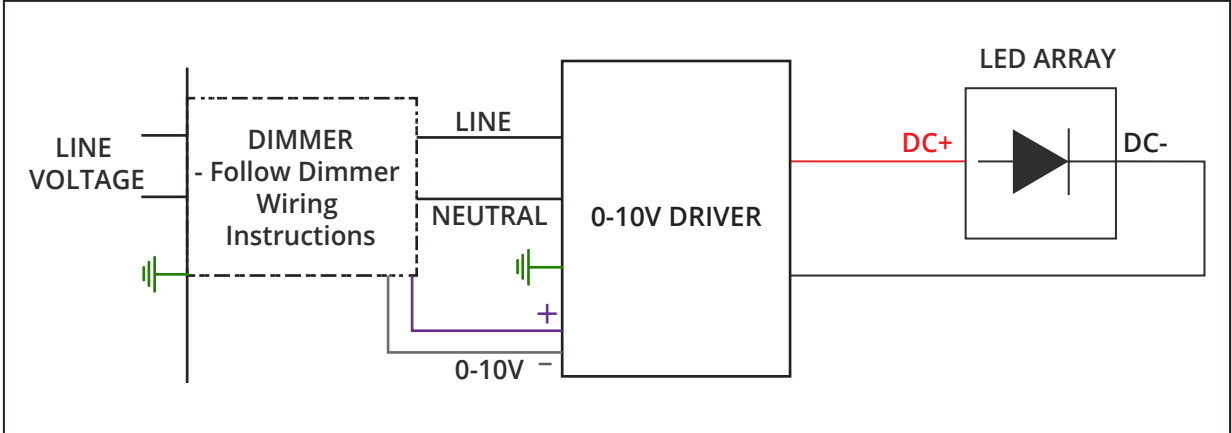 LED ARRAY
LINE
VOLTAGE
DIMMER
- Follow Dimmer
Wiring
Instructions
LINE
NEUTRAL
+
0-10V −
0-10V DRIVER
DC+
DC-